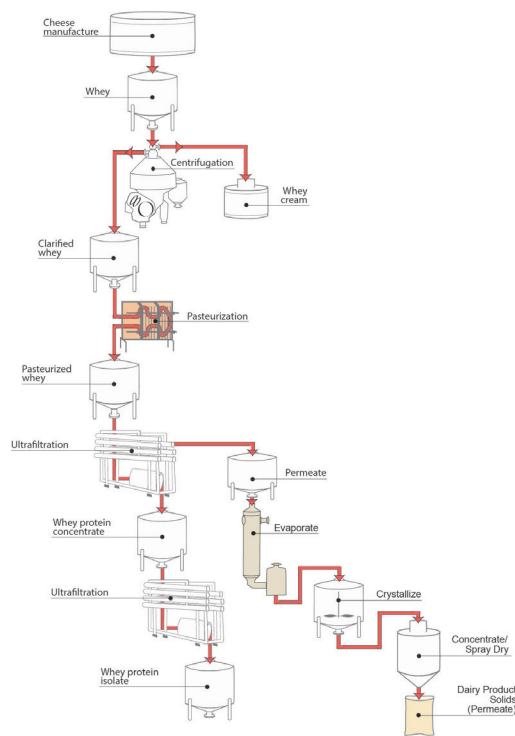 Cheese
manufacture
Whey
Centrifugation
Whey
cream
Clarified
whey
Pasteurization
Pasteurized
whey
Ultrafiltration
Permeate
Whey protein
concentrate
Evaporate
Ultrafiltration
Crystallize
Concentrate/
Spray Dry
Whey protein
isolate
Dairy Product
Solids
(Permeate)